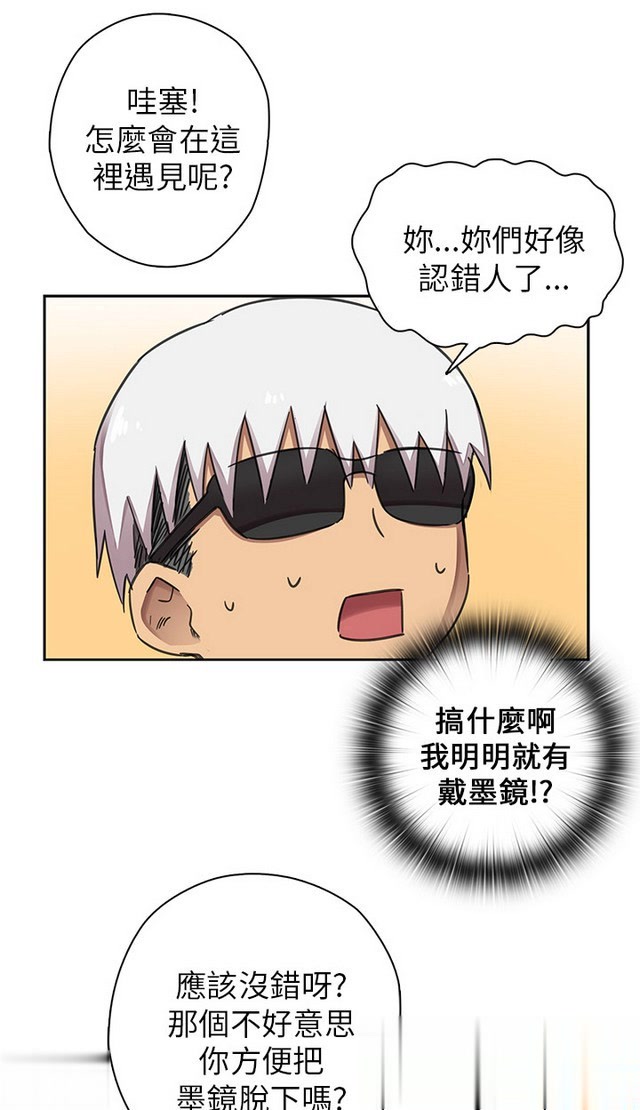 哇塞!
怎麼會在這
裡遇見呢?
妳...妳們好像
認錯人了...
搞什麼啊
我明明就有
戴墨鏡!?
應該沒錯呀?
那個不好意思
你方便把
墨鏡脫下嗎?